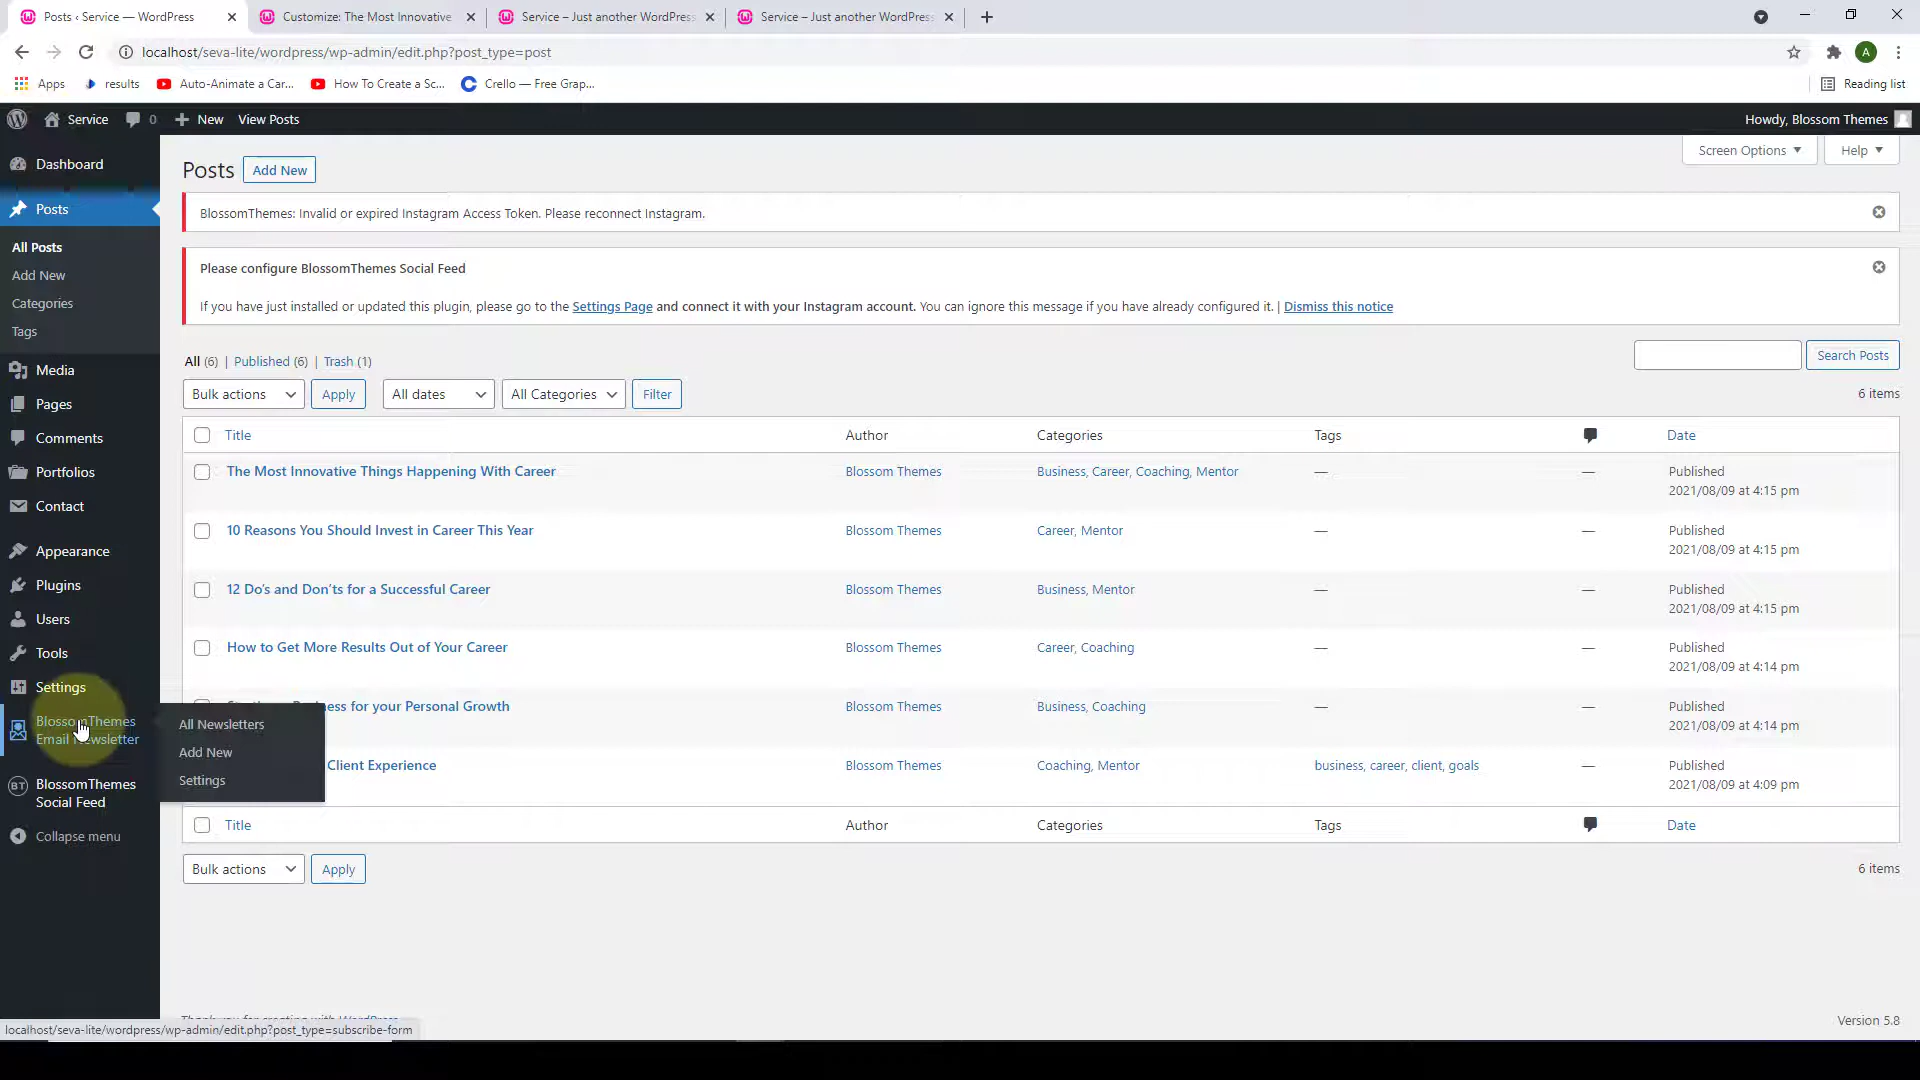 Posts ‹ Service — WordPress
Customize: The Most Innovative
Service – Just another WordPress
Service – Just another WordPress
localhost/seva-lite/wordpress/wp-admin/edit.php?post_type=post
A
Apps
results
Auto-Animate a Car...
How To Create a Sc...
Crello — Free Grap...
Reading list
Service
0
New
View Posts
Howdy, Blossom Themes
Dashboard
Posts
All Posts
Add New
Categories
Tags
Media
Pages
Comments
Portfolios
Contact
Appearance
Plugins
Users
Tools
Settings
BlossomThemes
Email Newsletter
All Newsletters
Add New
Settings
BT
BlossomThemes
Social Feed
Collapse menu
Posts
Add New
Screen Options
Help
BlossomThemes: Invalid or expired Instagram Access Token. Please reconnect Instagram.
Please configure BlossomThemes Social Feed
If you have just installed or updated this plugin, please go to the Settings Page and connect it with your Instagram account. You can ignore this message if you have already configured it. | Dismiss this notice
All (6) | Published (6) | Trash (1)
Search Posts
Bulk actions
Apply
All dates
All Categories
Filter
6 items
Title Author Categories Tags Date
The Most Innovative Things Happening With Career Blossom Themes Business, Career, Coaching, Mentor — — Published
2021/08/09 at 4:15 pm
10 Reasons You Should Invest in Career This Year Blossom Themes Career, Mentor — — Published
2021/08/09 at 4:15 pm
12 Do's and Don'ts for a Successful Career Blossom Themes Business, Mentor — — Published
2021/08/09 at 4:15 pm
How to Get More Results Out of Your Career Blossom Themes Career, Coaching — — Published
2021/08/09 at 4:14 pm
ess for your Personal Growth Blossom Themes Business, Coaching — — Published
2021/08/09 at 4:14 pm
Client Experience Blossom Themes Coaching, Mentor business, career, client, goals — Published
2021/08/09 at 4:09 pm
Title Author Categories Tags Date
Bulk actions
Apply
6 items
localhost/seva-lite/wordpress/wp-admin/edit.php?post_type=subscribe-form
Version 5.8